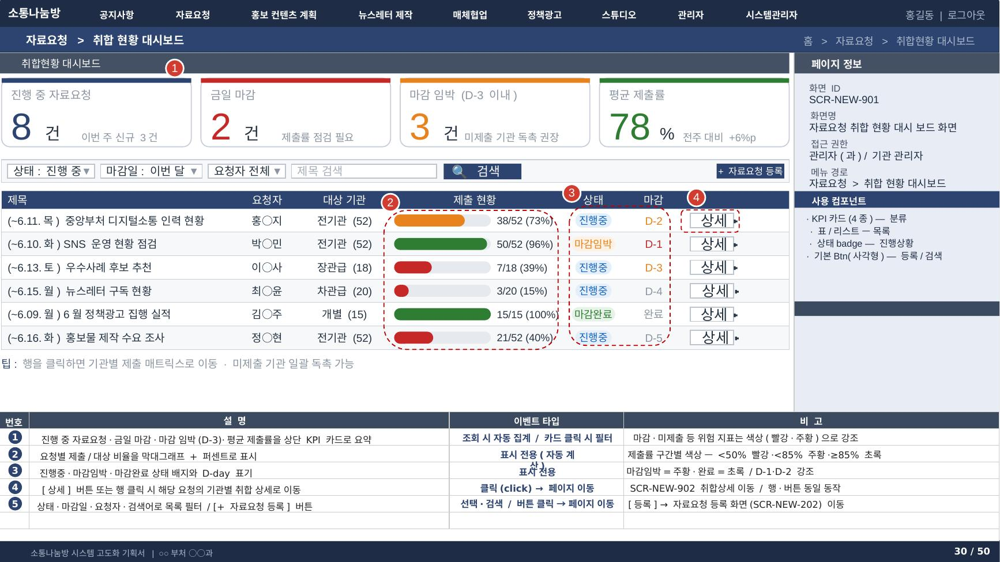 소통나눔방 공지사항 자료요청 홍보 컨텐츠 계획 뉴스레터 제작 매체협업 정책광고 스튜디오 관리자 시스템관리자 홍길동 | 로그아웃
자료요청 > 취합 현황 대시보드 홈 > 자료요청 > 취합현황 대시보드
취합현황 대시보드
1
진행 중 자료요청
8 건 이번 주 신규 3 건
금일 마감
2 건 제출률 점검 필요
마감 임박 (D-3 이내 )
3 건 미제출 기관 독촉 권장
평균 제출률
78 % 전주 대비 +6%p
상태 : 진행 중 ▼ 마감일 : 이번 달 ▼ 요청자 전체 ▼ 제목 검색 🔍 검색 + 자료요청 등록
제목 요청자 대상 기관 2 제출 현황 3 상태 마감 4
(~6.11. 목 ) 중앙부처 디지털소통 인력 현황 홍〇지 전기관 (52) 38/52 (73%) 진행중 D-2 상세
(~6.10. 화 ) SNS 운영 현황 점검 박〇민 전기관 (52) 50/52 (96%) 마감임박 D-1 상세
(~6.13. 토 ) 우수사례 후보 추천 이〇사 장관급 (18) 7/18 (39%) 진행중 D-3 상세
(~6.15. 월 ) 뉴스레터 구독 현황 최〇윤 차관급 (20) 3/20 (15%) 진행중 D-4 상세
(~6.09. 월 ) 6 월 정책광고 집행 실적 김〇주 개별 (15) 15/15 (100%) 마감완료 완료 상세
(~6.16. 화 ) 홍보물 제작 수요 조사 정〇현 전기관 (52) 21/52 (40%) 진행중 D-5 상세
팁 : 행을 클릭하면 기관별 제출 매트릭스로 이동 · 미제출 기관 일괄 독촉 가능
페이지 정보
화면 ID
SCR-NEW-901
화면명
자료요청 취합 현황 대시 보드 화면
접근 권한
관리자 ( 과 ) / 기관 관리자
메뉴 경로
자료요청 > 취합 현황 대시보드
사용 컴포넌트
· KPI 카드 (4 종 ) — 분류
· 표 / 리스트 — 목록
· 상태 badge — 진행상황
· 기본 Btn( 사각형 ) — 등록 / 검색
번호 설 명 이벤트 타입 비 고
1 진행 중 자료요청 · 금일 마감 · 마감 임박 (D-3)· 평균 제출률을 상단 KPI 카드로 요약 조회 시 자동 집계 / 카드 클릭 시 필터 마감 · 미제출 등 위험 지표는 색상 ( 빨강 · 주황 ) 으로 강조
2 요청별 제출 / 대상 비율을 막대그래프 + 퍼센트로 표시 표시 전용 ( 자동 계산 ) 제출률 구간별 색상 — <50% 빨강 ·<85% 주황 ·≥85% 초록
3 진행중 · 마감임박 · 마감완료 상태 배지와 D-day 표기 표시 전용 마감임박 = 주황 · 완료 = 초록 / D-1·D-2 강조
4 [ 상세 ] 버튼 또는 행 클릭 시 해당 요청의 기관별 취합 상세로 이동 클릭 (click) → 페이지 이동 SCR-NEW-902 취합상세 이동 / 행 · 버튼 동일 동작
5 상태 · 마감일 · 요청자 · 검색어로 목록 필터 / [+ 자료요청 등록 ] 버튼 선택 · 검색 / 버튼 클릭 → 페이지 이동 [ 등록 ] → 자료요청 등록 화면 (SCR-NEW-202) 이동
소통나눔방 시스템 고도화 기획서 | ○○ 부처 〇〇과 30 / 50